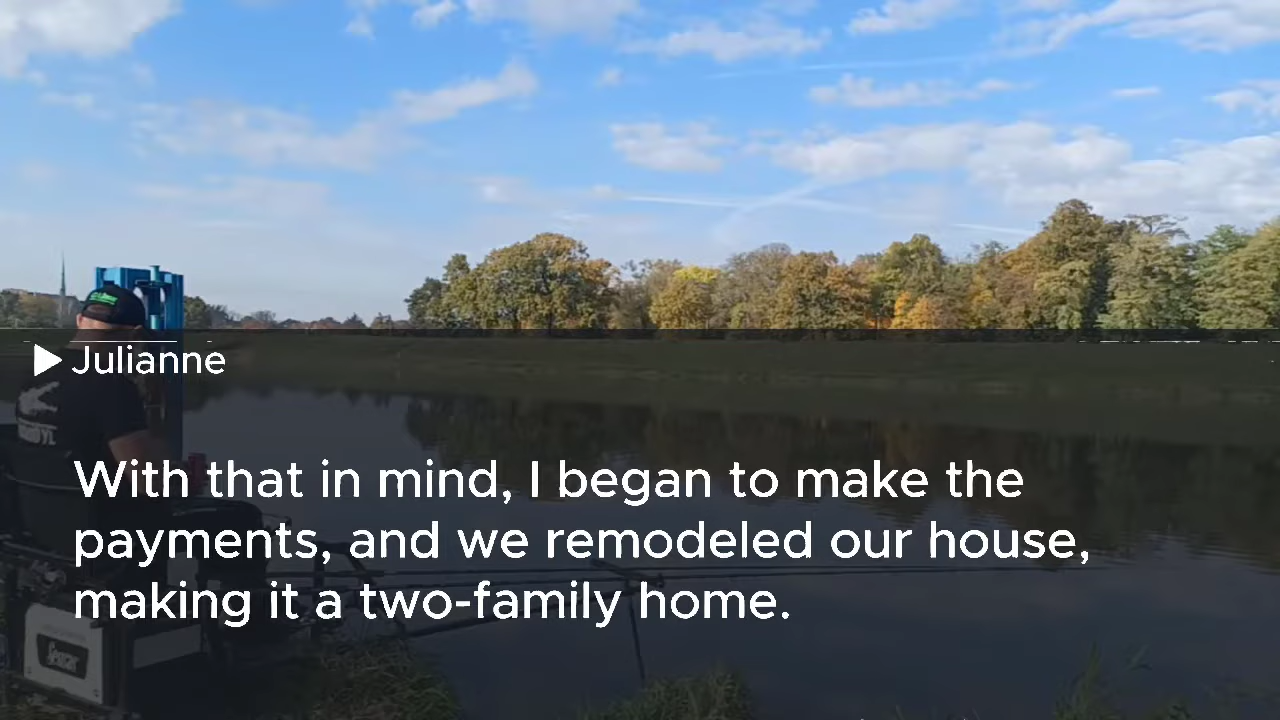 Julianne
With that in mind, I began to make the
payments, and we remodeled our house,
making it a two-family home.